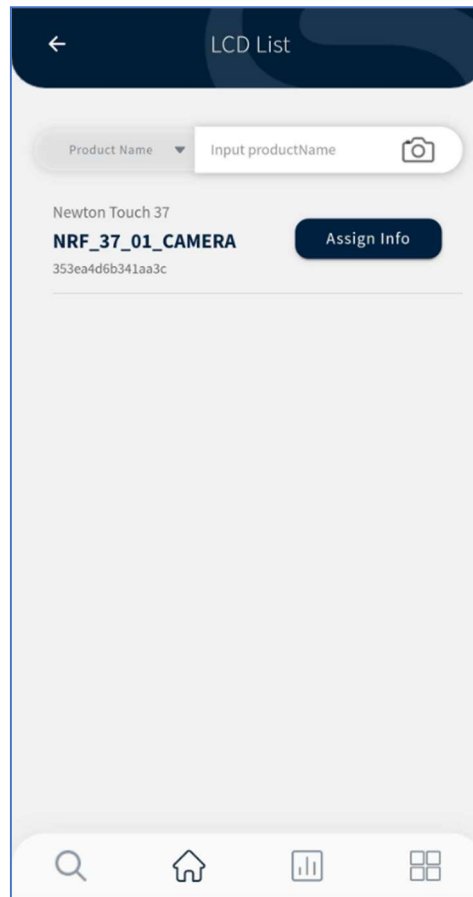 LCD List
Product Name
Input productName
Newton Touch 37
NRF_37_01_CAMERA
Assign Info
353ea4d6b341aa3c